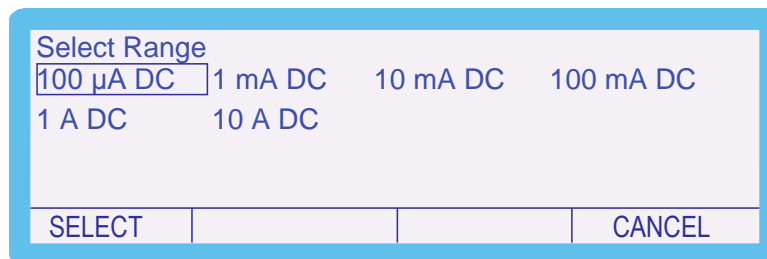 Select Range
100 µA DC 1 mA DC 10 mA DC 100 mA DC
1 A DC 10 A DC
SELECT CANCEL